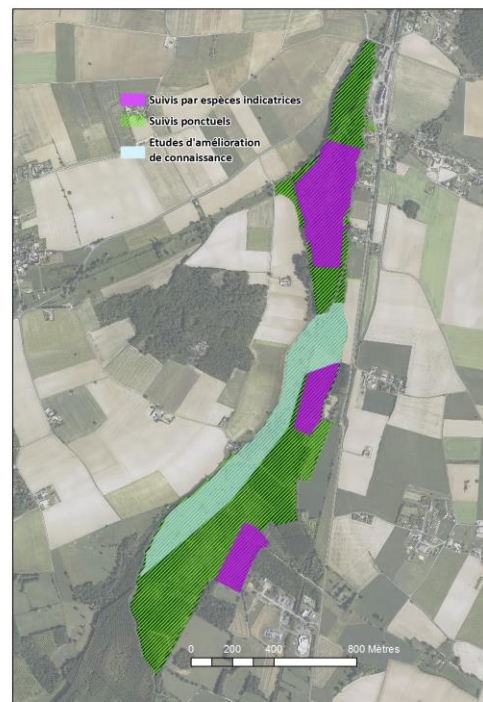 Suivis par espèces indicatrices
Suivis ponctuels
Etudes d'amélioration
de connaissance
0 200 400 800 Mètres